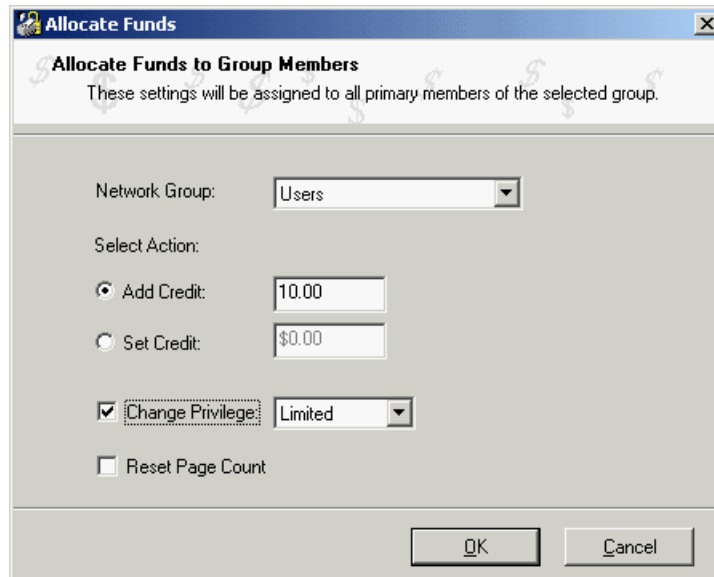 Allocate Funds
Allocate Funds to Group Members
These settings will be assigned to all primary members of the selected group.
Network Group: Users
Select Action:
Add Credit: 10.00
Set Credit: $0.00
Change Privilege: Limited
Reset Page Count
OK Cancel